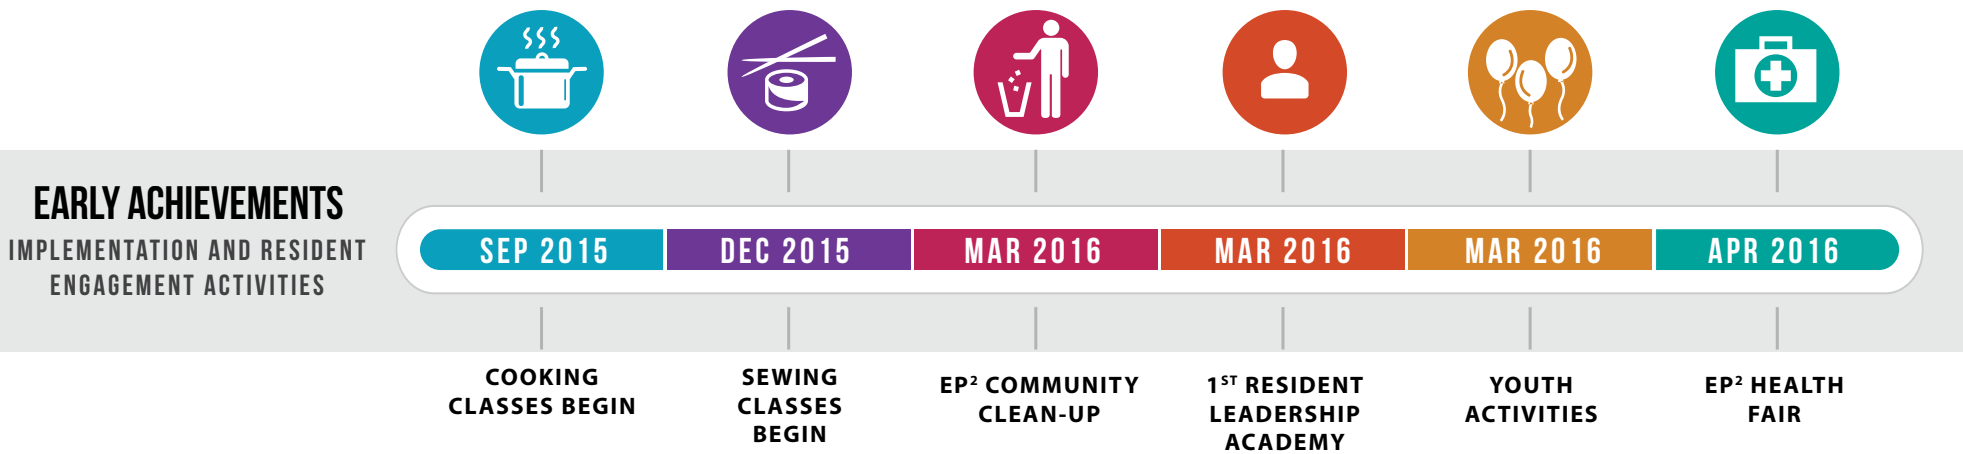 EARLY ACHIEVEMENTS
IMPLEMENTATION AND RESIDENT
ENGAGEMENT ACTIVITIES
SEP 2015
DEC 2015
MAR 2016
MAR 2016
MAR 2016
APR 2016
COOKING
CLASSES BEGIN
SEWING
CLASSES
BEGIN
EP² COMMUNITY
CLEAN-UP
1ST RESIDENT
LEADERSHIP
ACADEMY
YOUTH
ACTIVITIES
EP² HEALTH
FAIR